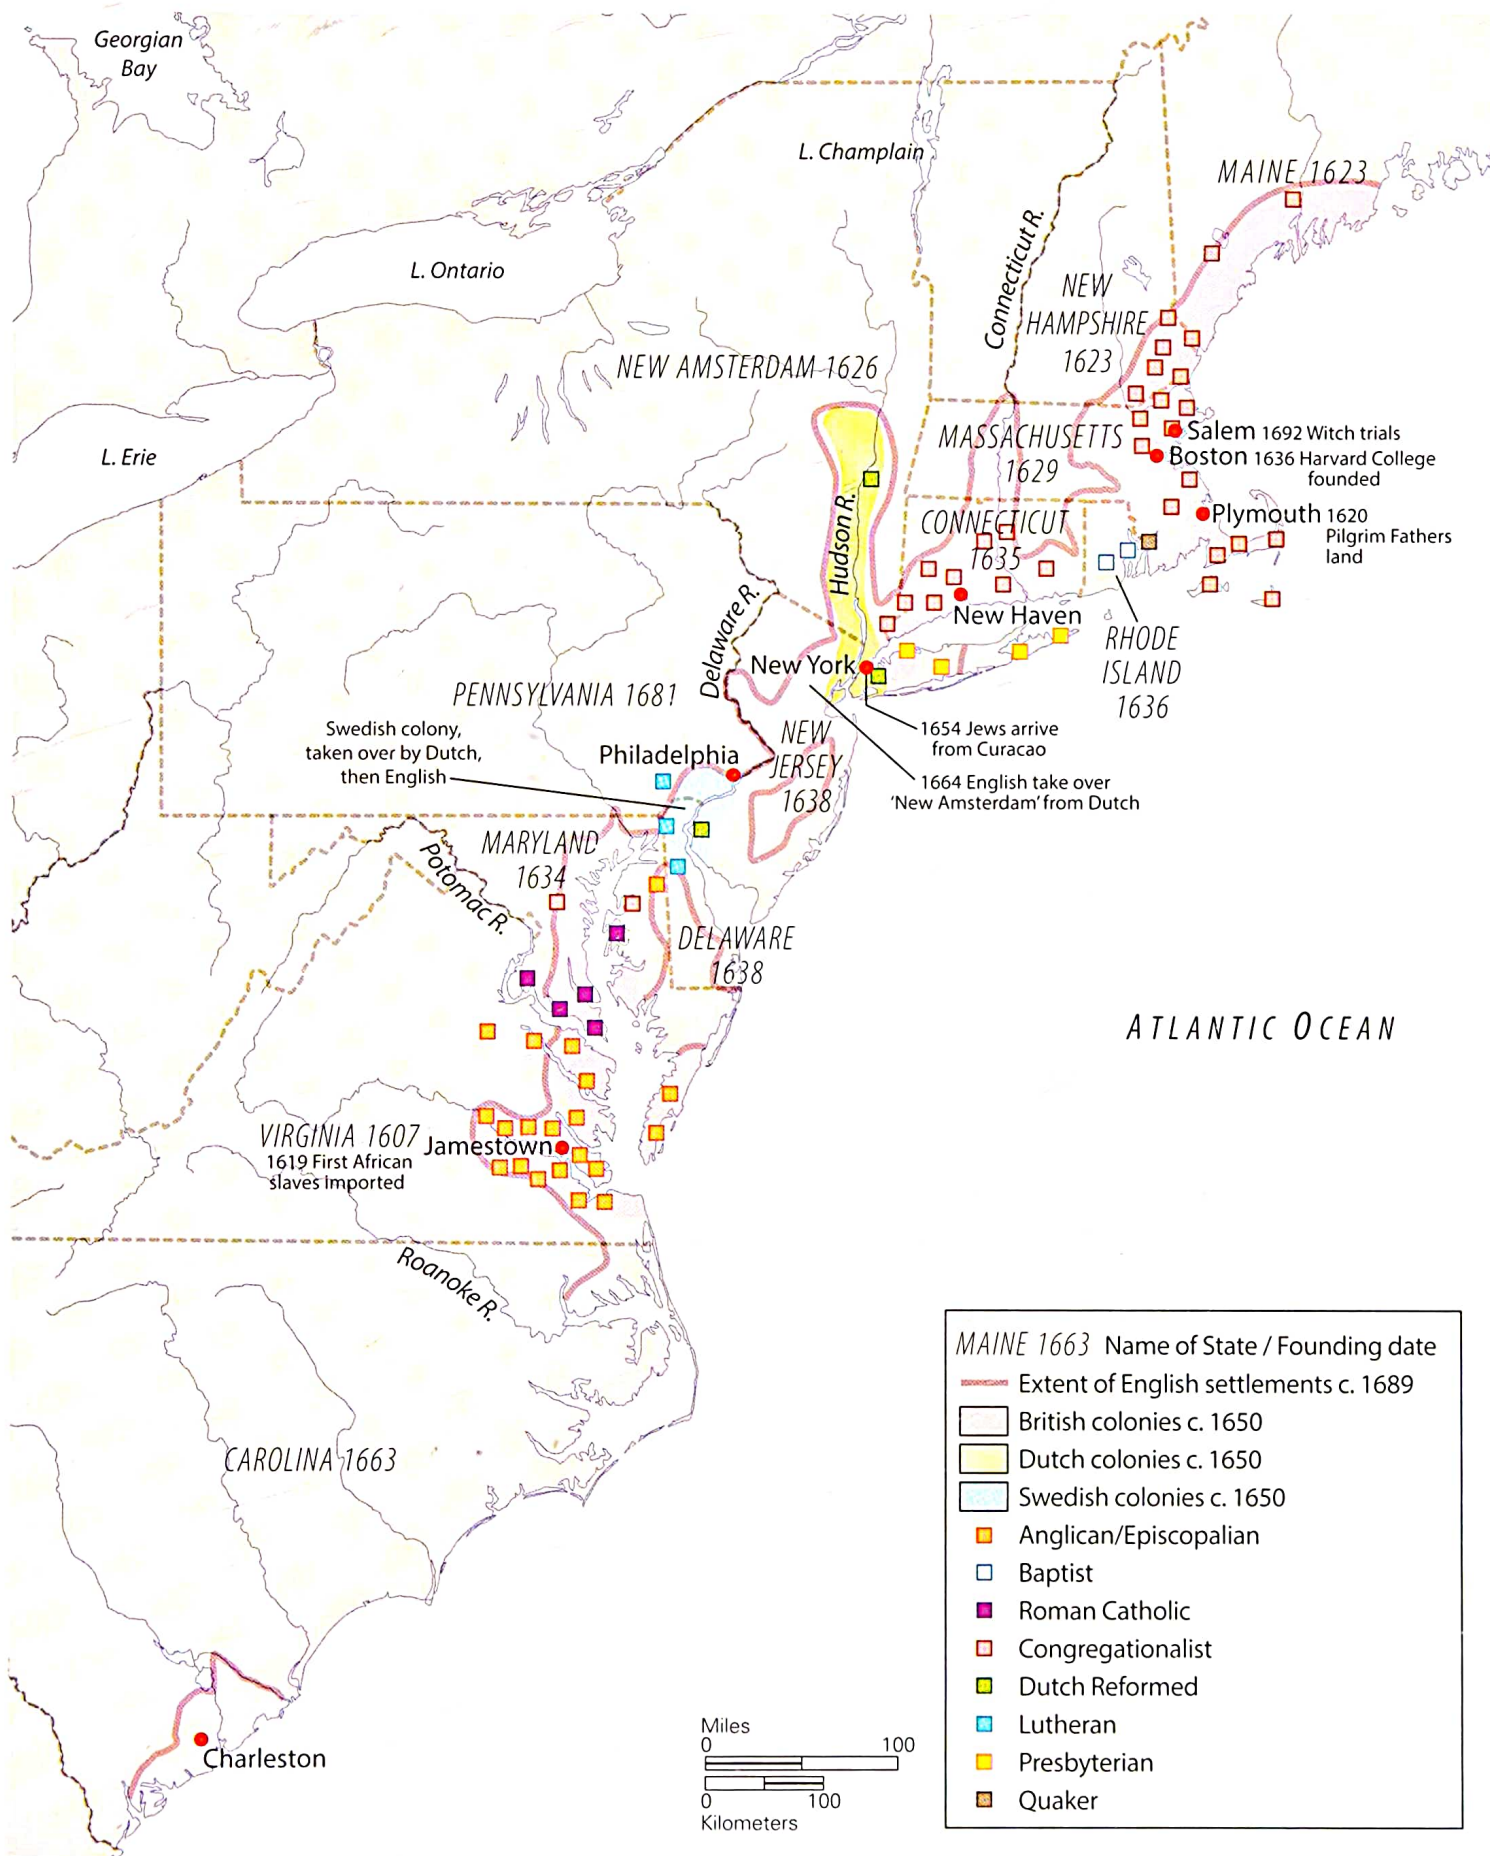 Georgian
Bay
L. Champlain
MAINE 1623
L. Ontario
Connecticut R.
NEW
HAMPSHIRE
1623
NEW AMSTERDAM 1626
L. Erie
MASSACHUSETTS
1629
Salem 1692 Witch trials
Boston 1636 Harvard College
founded
Hudson R.
CONNECTICUT
1635
Plymouth 1620
Pilgrim Fathers
land
Delaware R.
New Haven
RHODE
ISLAND
1636
New York
PENNSYLVANIA 1681
Swedish colony,
taken over by Dutch,
then English
Philadelphia
NEW
JERSEY
1638
1654 Jews arrive
from Curacao
1664 English take over
‘New Amsterdam’ from Dutch
MARYLAND
1634
Potomac R.
DELAWARE
1638
ATLANTIC OCEAN
VIRGINIA 1607
1619 First African
slaves imported
Jamestown
Roanoke R.
CAROLINA 1663
Charleston
MAINE 1663 Name of State / Founding date
Extent of English settlements c. 1689
British colonies c. 1650
Dutch colonies c. 1650
Swedish colonies c. 1650
Anglican/Episcopalian
Baptist
Roman Catholic
Congregationalist
Dutch Reformed
Lutheran
Presbyterian
Quaker
Miles
0 100
0 100
Kilometers